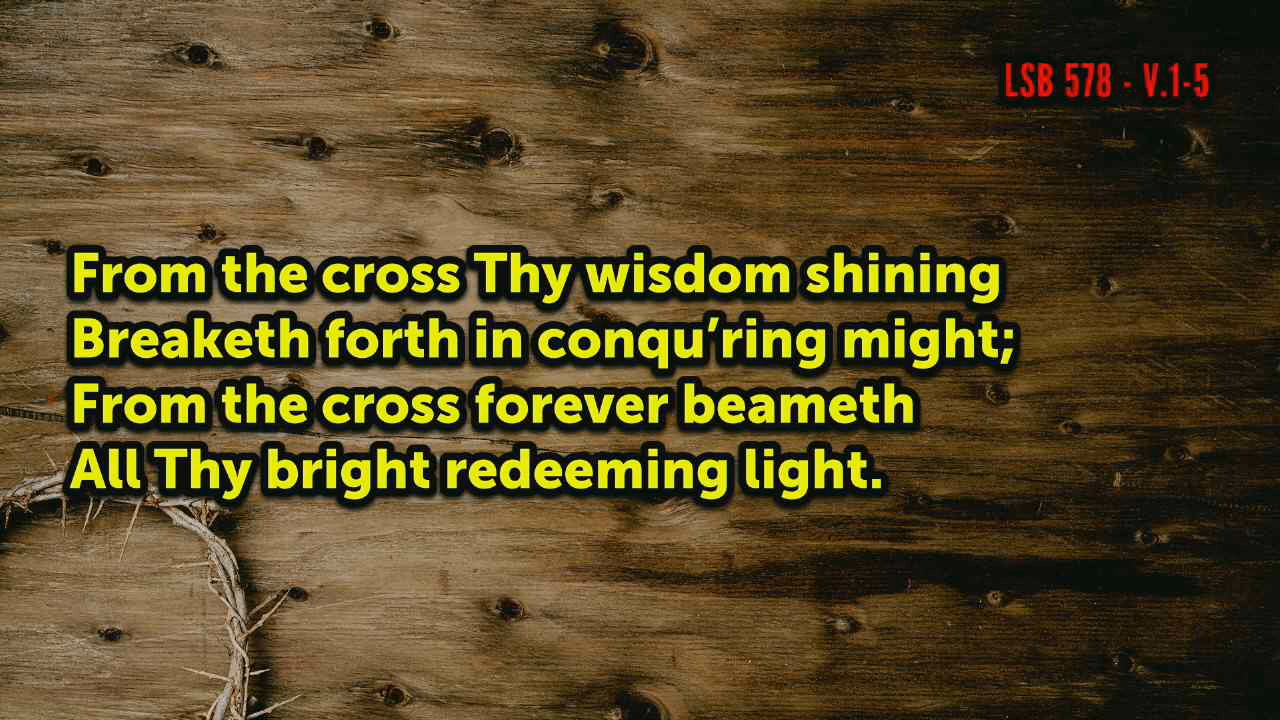 LSB 578 - V.1-5
From the cross Thy wisdom shining
Breaketh forth in conqu’ring might;
From the cross forever beameth
All Thy bright redeeming light.